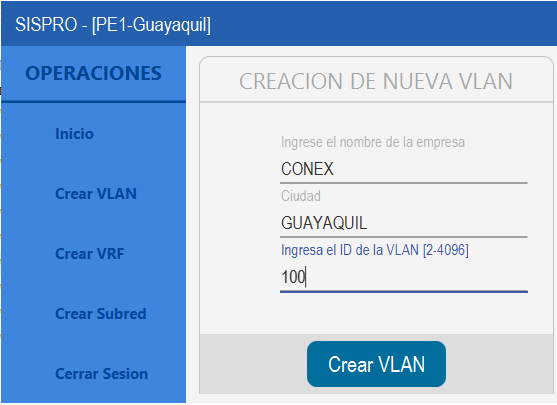 SISPRO - [PE1-Guayaquil]
OPERACIONES
Inicio
Crear VLAN
Crear VRF
Crear Subred
Cerrar Sesion
CREACION DE NUEVA VLAN
Ingrese el nombre de la empresa
CONEX
Ciudad
GUAYAQUIL
Ingresa el ID de la VLAN [2-4096]
100
Crear VLAN